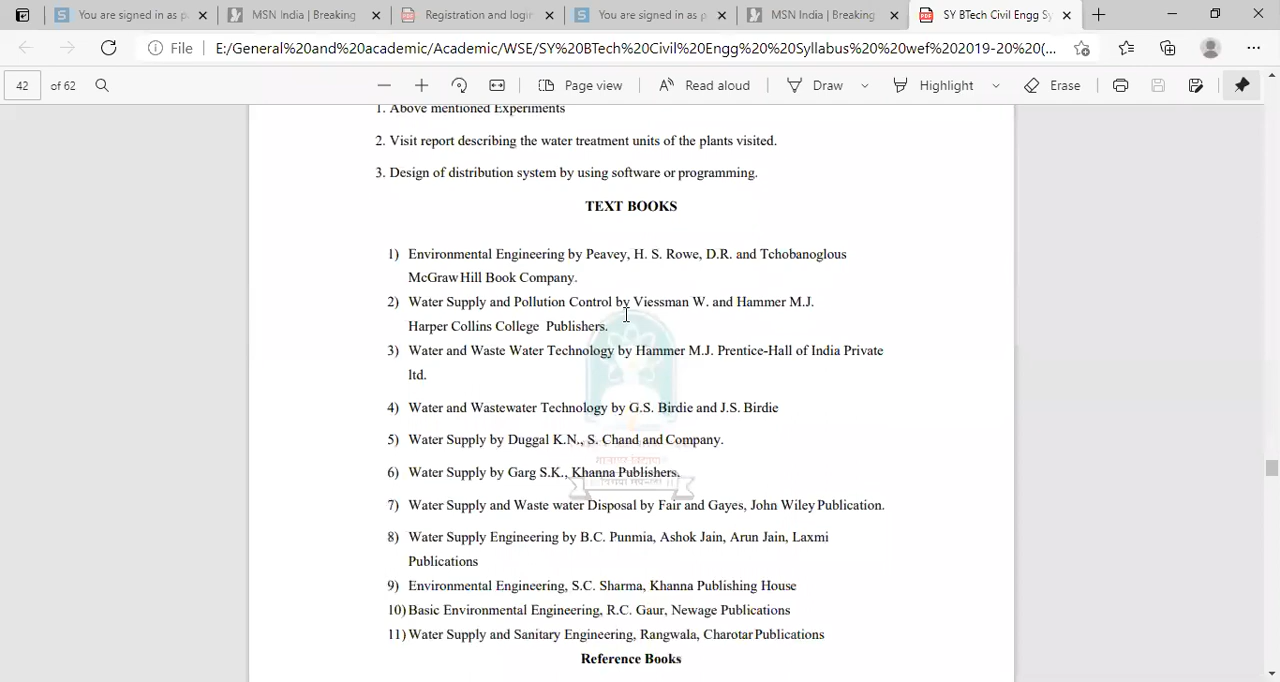 You are signed in as p
MSN India | Breaking
Registration and login
You are signed in as p
MSN India | Breaking
SY BTech Civil Engg Sy
File
E:/General%20and%20academic/Academic/WSE/SY%20BTech%20Civil%20Engg%20%20Syllabus%20%20wef%202019-20%20(...
42 of 62
Page view
Read aloud
Draw
Highlight
Erase
1. Above mentioned Experiments
2. Visit report describing the water treatment units of the plants visited.
3. Design of distribution system by using software or programming.
TEXT BOOKS
1) Environmental Engineering by Peavey, H. S. Rowe, D.R. and Tchobanoglous
McGraw Hill Book Company.
2) Water Supply and Pollution Control by Viessman W. and Hammer M.J.
Harper Collins College Publishers.
3) Water and Waste Water Technology by Hammer M.J. Prentice-Hall of India Private
ltd.
4) Water and Wastewater Technology by G.S. Birdie and J.S. Birdie
5) Water Supply by Duggal K.N., S. Chand and Company.
6) Water Supply by Garg S.K., Khanna Publishers.
7) Water Supply and Waste water Disposal by Fair and Gayes, John Wiley Publication.
8) Water Supply Engineering by B.C. Punmia, Ashok Jain, Arun Jain, Laxmi
Publications
9) Environmental Engineering, S.C. Sharma, Khanna Publishing House
10) Basic Environmental Engineering, R.C. Gaur, Newage Publications
11) Water Supply and Sanitary Engineering, Rangwala, Charotar Publications
Reference Books